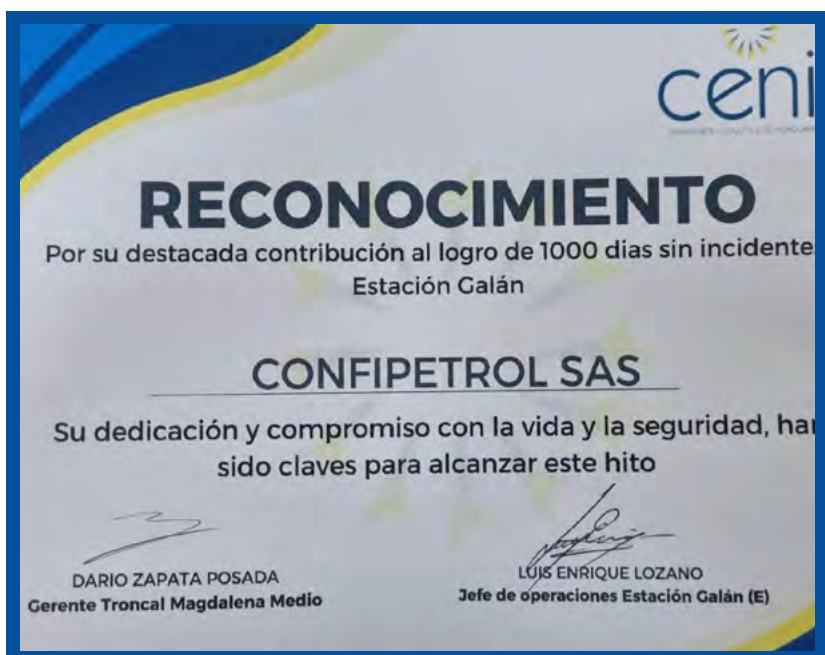 ceni
RECONOCIMIENTO
Por su destacada contribución al logro de 1000 dias sin incidente
Estación Galán
CONFIPETROL SAS
Su dedicación y compromiso con la vida y la seguridad, han
sido claves para alcanzar este hito
DARIO ZAPATA POSADA
Gerente Troncal Magdalena Medio
LUIS ENRIQUE LOZANO
Jefe de operaciones Estación Galán (E)